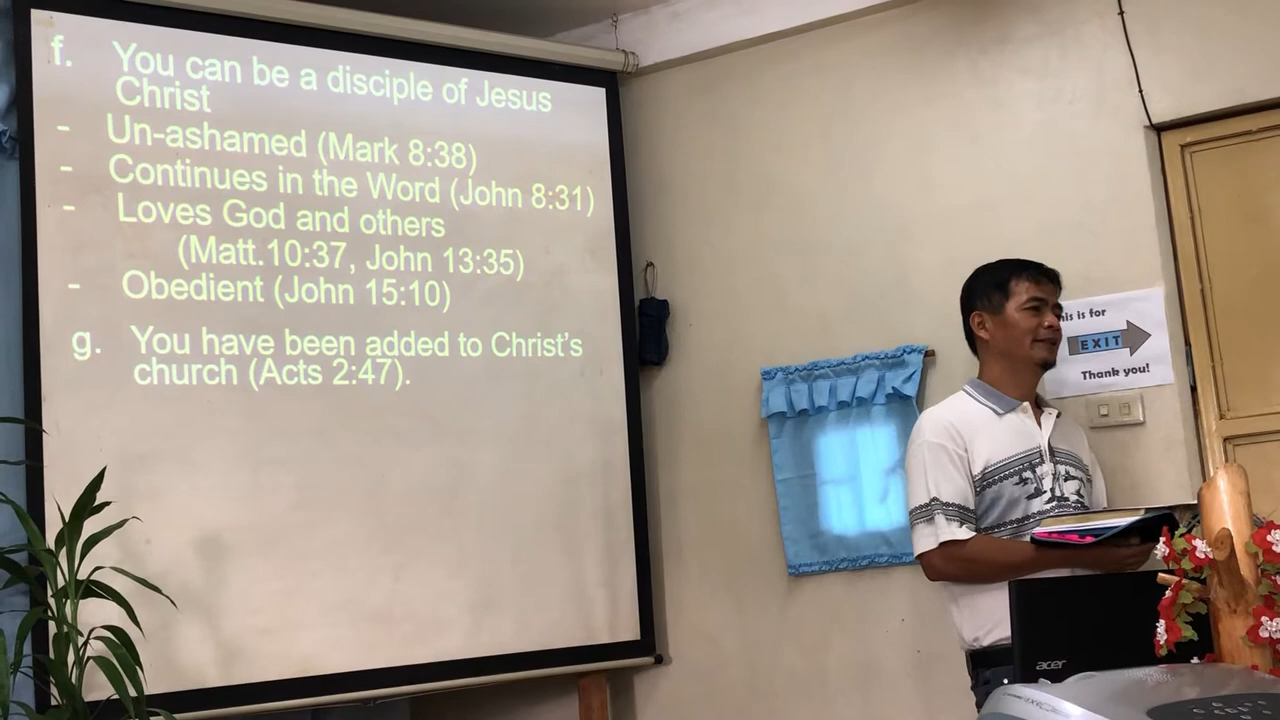 f. You can be a disciple of Jesus
Christ
- Un-ashamed (Mark 8:38)
- Continues in the Word (John 8:31)
- Loves God and others
(Matt.10:37, John 13:35)
- Obedient (John 15:10)
g. You have been added to Christ's
church (Acts 2:47).
is for
EXIT
Thank you!
acer